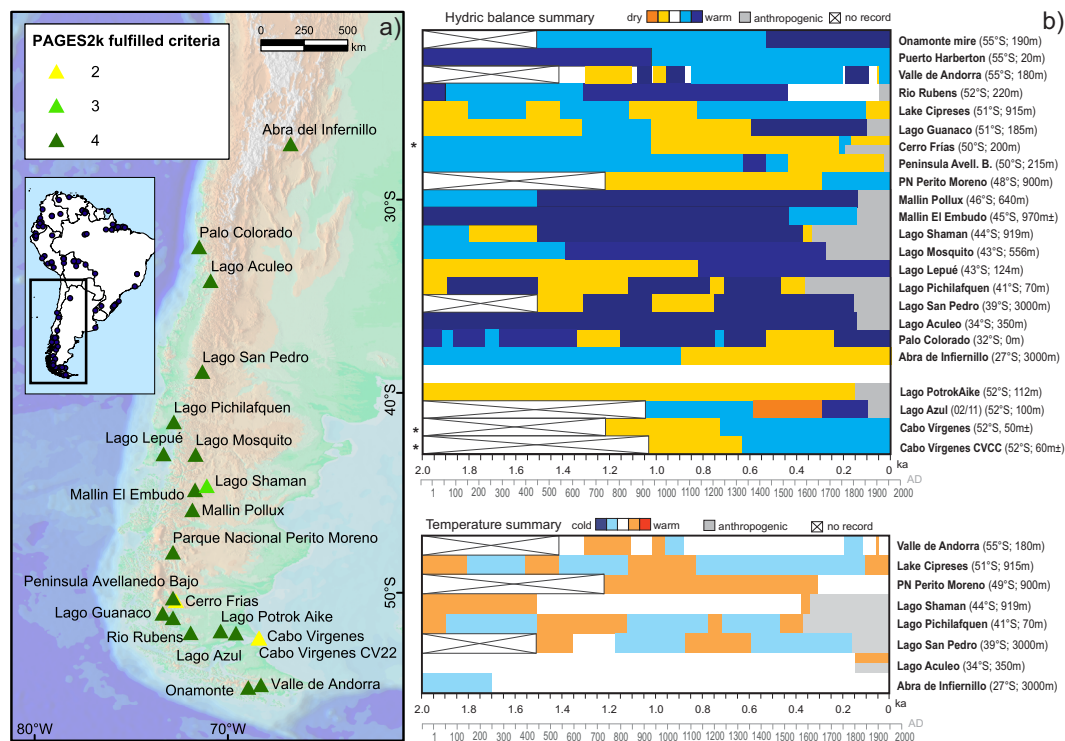 a)
PAGES2k fulfilled criteria
2
3
4
0 250 500
km
Abra del Infernillo
30°S
Palo Colorado
Lago Aculeo
Lago San Pedro
40°S
Lago Pichilafquen
Lago Lepué
Lago Mosquito
Lago Shaman
Mallin El Embudo
Mallin Pollux
Parque Nacional Perito Moreno
Peninsula Avellanedo Bajo
50°S
Cerro Frias
Lago Guanaco
Lago Potrok Aike
Rio Rubens
Cabo Virgenes
Lago Azul
Cabo Virgenes CV22
Onamonte
Valle de Andorra
80°W
70°W
b)
Hydric balance summary
dry warm anthropogenic no record
Onamonte mire (55°S; 190m)
Puerto Harberton (55°S; 20m)
Valle de Andorra (55°S; 180m)
Rio Rubens (52°S; 220m)
Lake Cipreses (51°S; 915m)
Lago Guanaco (51°S; 185m)
* Cerro Frías (50°S; 200m)
Peninsula Avell. B. (50°S; 215m)
PN Perito Moreno (48°S; 900m)
Mallin Pollux (46°S; 640m)
Mallin El Embudo (45°S, 970m±)
Lago Shaman (44°S; 919m)
Lago Mosquito (43°S; 556m)
Lago Lepué (43°S; 124m)
Lago Pichilafquen (41°S; 70m)
Lago San Pedro (39°S; 3000m)
Lago Aculeo (34°S; 350m)
Palo Colorado (32°S, 0m)
Abra de Infiernillo (27°S; 3000m)
Lago PotrokAike (52°S; 112m)
Lago Azul (02/11) (52°S; 100m)
* Cabo Vírgenes (52°S, 50m±)
* Cabo Vírgenes CVCC (52°S; 60m±)
2.0 1.8 1.6 1.4 1.2 1.0 0.8 0.6 0.4 0.2 0 ka
AD
1 100 200 300 400 500 600 700 800 900 1000 1100 1200 1300 1400 1500 1600 1700 1800 1900 2000
Temperature summary
cold warm anthropogenic no record
Valle de Andorra (55°S; 180m)
Lake Cipreses (51°S; 915m)
PN Perito Moreno (49°S; 900m)
Lago Shaman (44°S; 919m)
Lago Pichilafquen (41°S; 70m)
Lago San Pedro (39°S; 3000m)
Lago Aculeo (34°S; 350m)
Abra de Infiernillo (27°S; 3000m)
2.0 1.8 1.6 1.4 1.2 1.0 0.8 0.6 0.4 0.2 0 ka
AD
1 100 200 300 400 500 600 700 800 900 1000 1100 1200 1300 1400 1500 1600 1700 1800 1900 2000